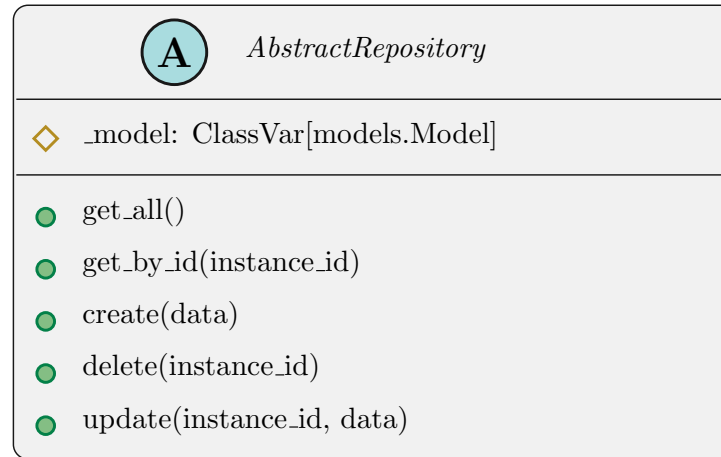 A AbstractRepository
_model: ClassVar[models.Model]
get_all()
get_by_id(instance_id)
create(data)
delete(instance_id)
update(instance_id, data)